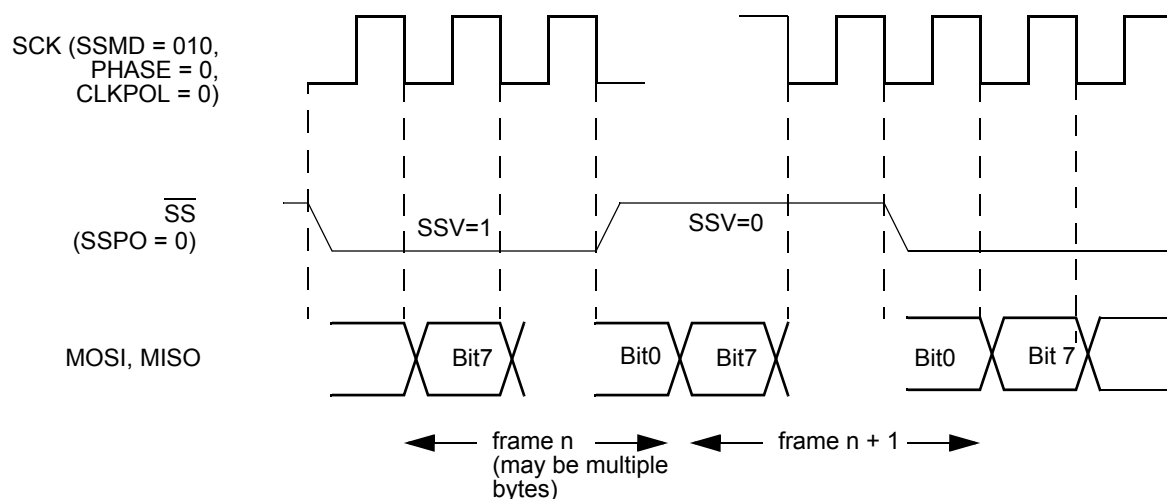 SCK (SSMD = 010,
PHASE = 0,
CLKPOL = 0)
SS
(SSPO = 0)
SSV=1
SSV=0
MOSI, MISO
Bit7
Bit0
Bit7
Bit0
Bit 7
frame n
(may be multiple
bytes)
frame n + 1